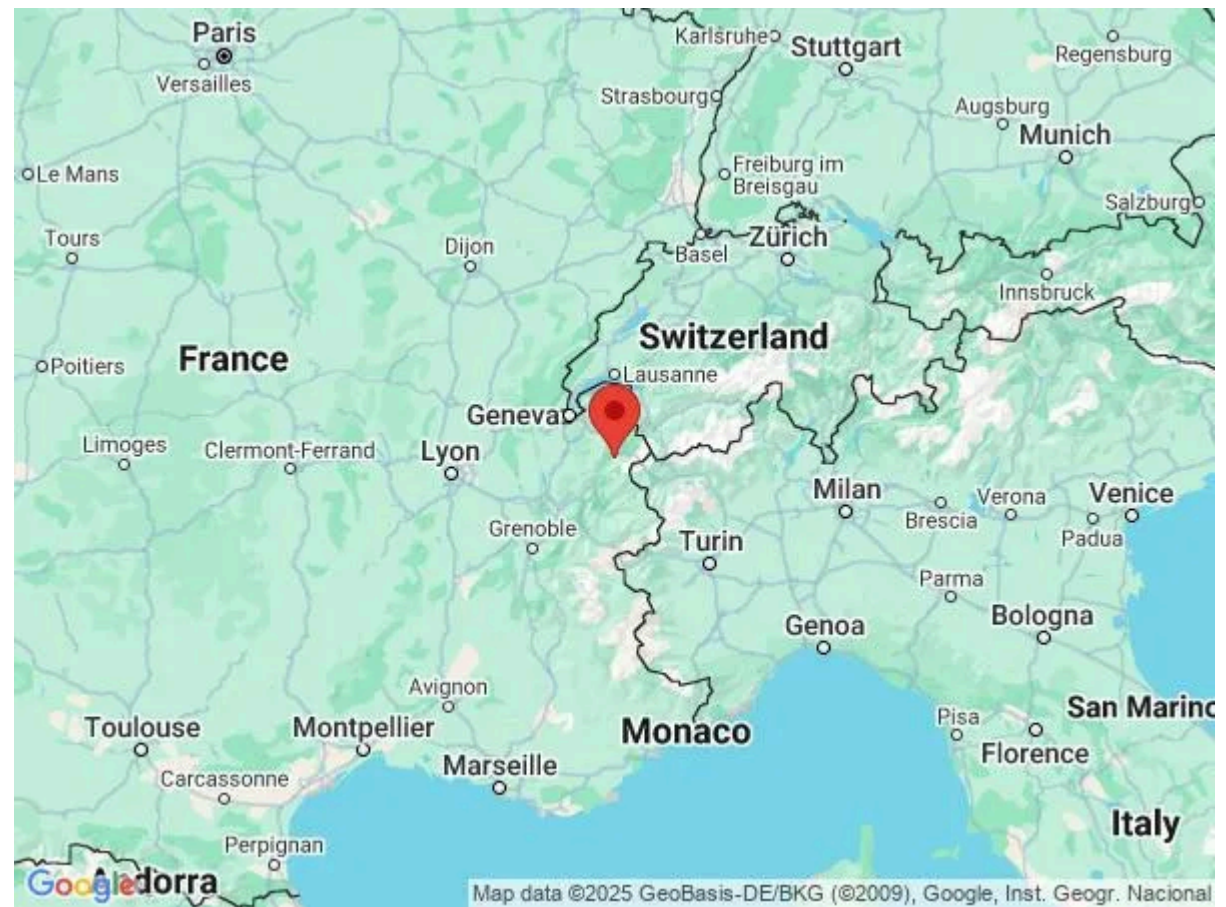 Paris
Versailles
Karlsruhe
Stuttgart
Regensburg
Strasbourg
Augsburg
Munich
Le Mans
Freiburg im
Breisgau
Salzburg
Tours
Dijon
Basel
Zürich
Innsbruck
Switzerland
France
Poitiers
Lausanne
Geneva
Limoges
Clermont-Ferrand
Lyon
Milan
Brescia
Verona
Venice
Padua
Grenoble
Turin
Parma
Genoa
Bologna
Avignon
Toulouse
Montpellier
Monaco
Pisa
San Marino
Florence
Marseille
Carcassonne
Italy
Perpignan
Andorra
Google
Map data ©2025 GeoBasis-DE/BKG (©2009), Google, Inst. Geogr. Nacional